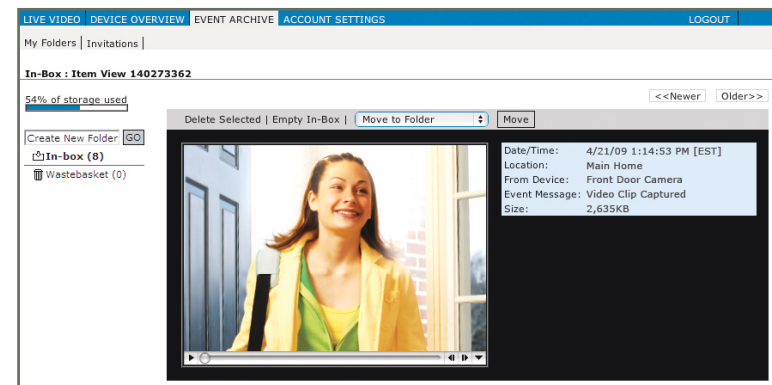 LIVE VIDEO DEVICE OVERVIEW EVENT ARCHIVE ACCOUNT SETTINGS LOGOUT
My Folders | Invitations |
In-Box : Item View 140273362
54% of storage used
<<Newer Older>>
Delete Selected | Empty In-Box | Move to Folder Move
Create New Folder GO
In-box (8)
Wastebasket (0)
Date/Time: 4/21/09 1:14:53 PM [EST]
Location: Main Home
From Device: Front Door Camera
Event Message: Video Clip Captured
Size: 2,635KB